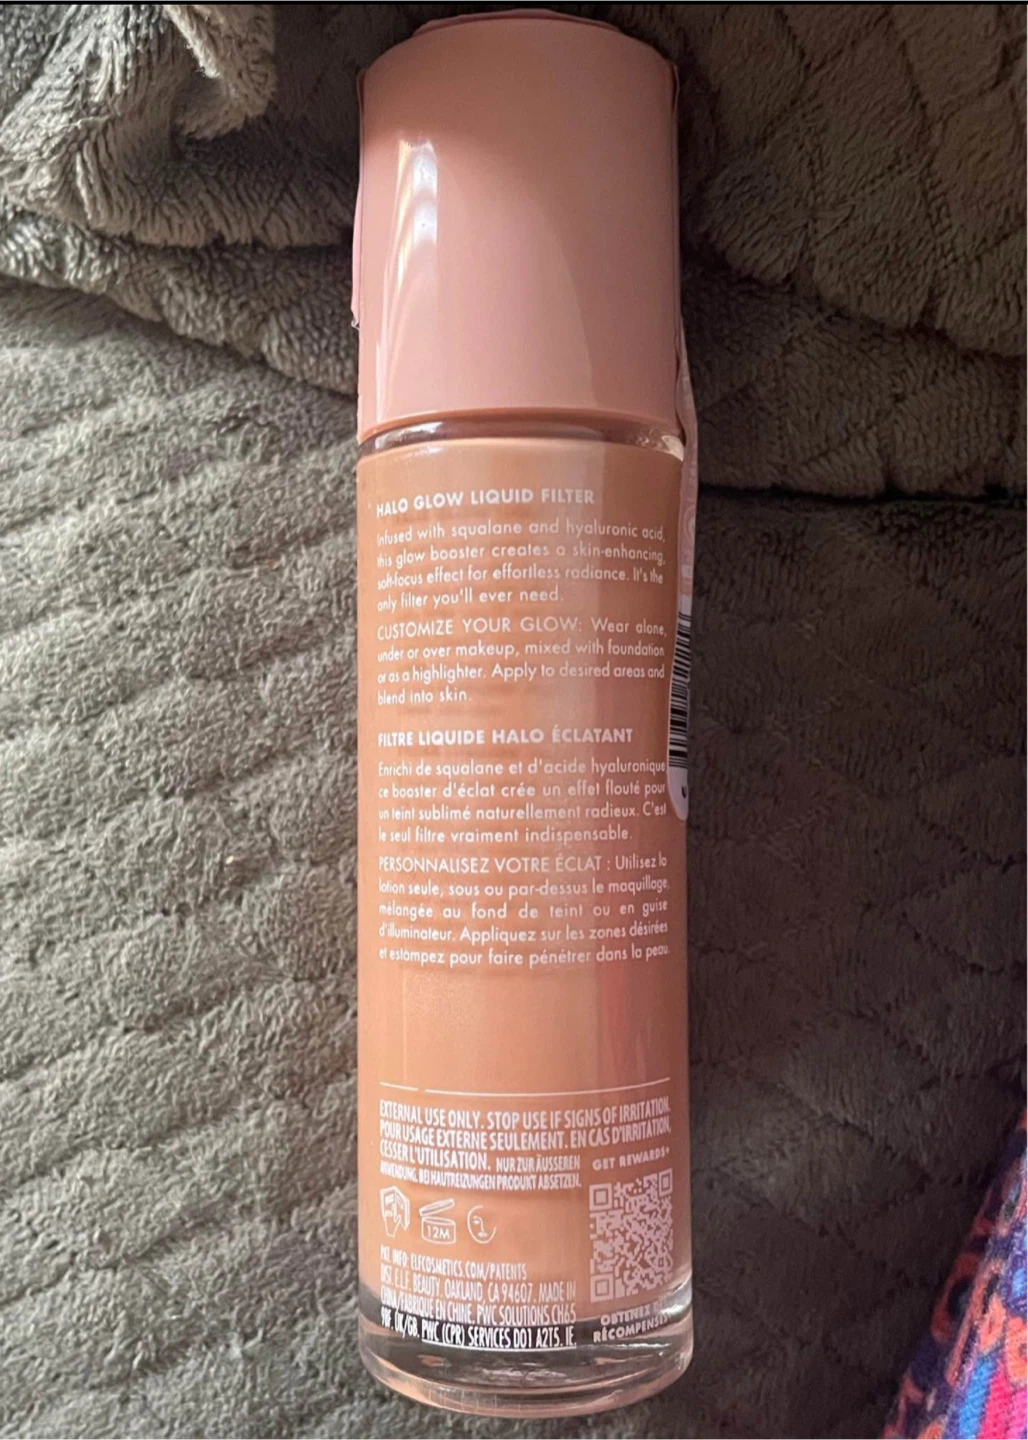 HALO GLOW LIQUID FILTER
Infused with squalane and hyaluronic acid,
this glow booster creates a skin-enhancing,
soft-focus effect for effortless radiance. It's the
only filter you'll ever need.
CUSTOMIZE YOUR GLOW: Wear alone,
under or over makeup, mixed with foundation
or as a highlighter. Apply to desired areas and
blend into skin.
FILTRE LIQUIDE HALO ÉCLATANT
Enrichi de squalane et d'acide hyaluronique
ce booster d'éclat crée un effet flouté pour
un teint sublimé naturellement radieux. C'est
le seul filtre vraiment indispensable.
PERSONNALISEZ VOTRE ÉCLAT : Utilisez la
lotion seule, sous ou par-dessus le maquillage,
mélangée au fond de teint ou en guise
d'illuminateur. Appliquez sur les zones désirées
et estompez pour faire pénétrer dans la peau.
EXTERNAL USE ONLY. STOP USE IF SIGNS OF IRRITATION.
POUR USAGE EXTERNE SEULEMENT. EN CAS D'IRRITATION,
CESSER L'UTILISATION. NUR ZUR ÄUSSEREN
ANWENDUNG. BEI HAUTREIZUNGEN PRODUKT ABSETZEN.
GET REWARDS*
12M
PAT. INFO: ELFCOSMETICS.COM/PATENTS
DIST. E.L.F. BEAUTY, OAKLAND, CA 94607. MADE IN
CHINA/FABRIQUÉ EN CHINE. PWC SOLUTIONS CH65
9BF, UK/GB. PWC (CPR) SERVICES D01 A2T5, IE.
OBTENEZ
RÉCOMPENSES